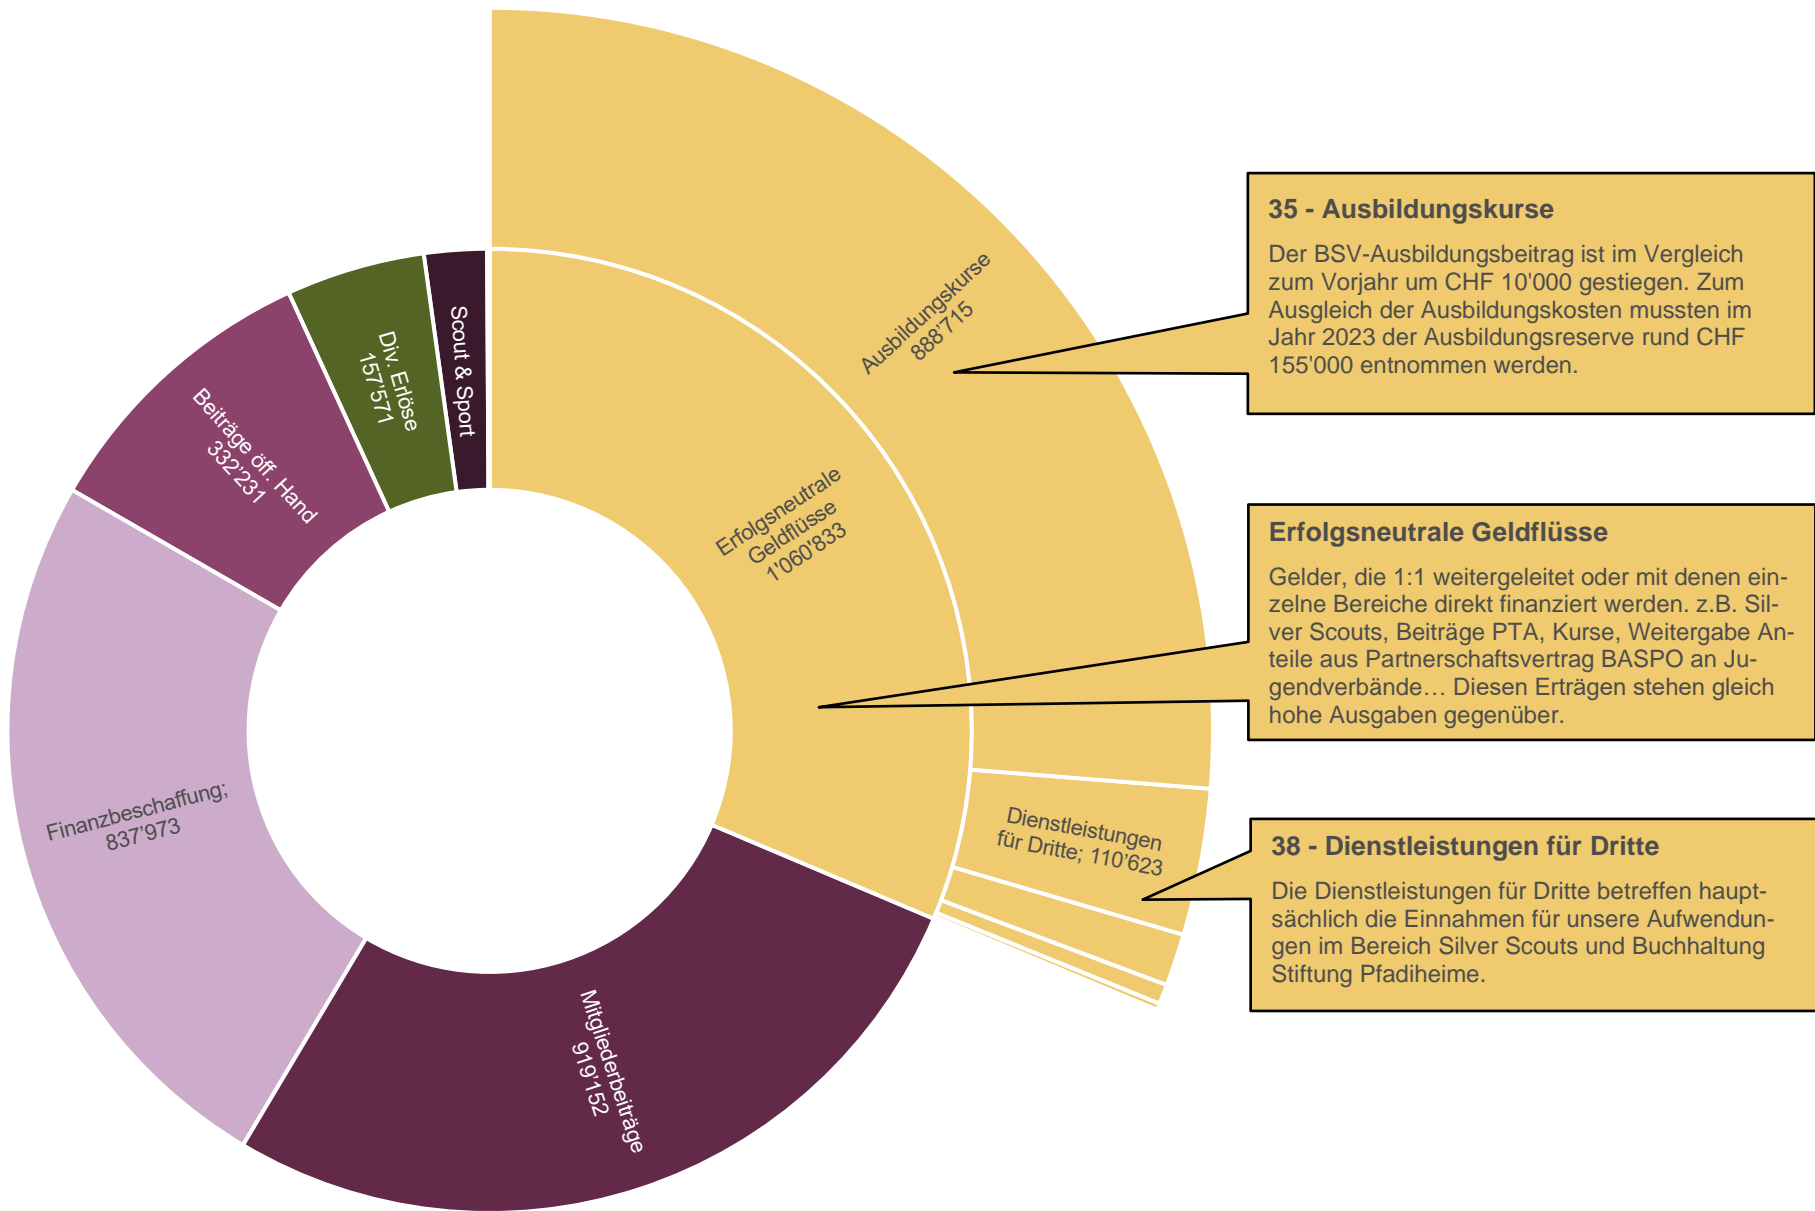 Ausbildungskurse
888'715
35 - Ausbildungskurse
Der BSV-Ausbildungsbeitrag ist im Vergleich
zum Vorjahr um CHF 10'000 gestiegen. Zum
Ausgleich der Ausbildungskosten mussten im
Jahr 2023 der Ausbildungsreserve rund CHF
155'000 entnommen werden.
Scout & Sport
Div. Erlöse
157'571
Beiträge öff. Hand
332'231
Erfolgsneutrale
Geldflüsse
1'060'833
Erfolgsneutrale Geldflüsse
Gelder, die 1:1 weitergeleitet oder mit denen ein-
zelne Bereiche direkt finanziert werden. z.B. Sil-
ver Scouts, Beiträge PTA, Kurse, Weitergabe An-
teile aus Partnerschaftsvertrag BASPO an Ju-
gendverbände… Diesen Erträgen stehen gleich
hohe Ausgaben gegenüber.
Finanzbeschaffung;
837'973
Dienstleistungen
für Dritte; 110'623
38 - Dienstleistungen für Dritte
Die Dienstleistungen für Dritte betreffen haupt-
sächlich die Einnahmen für unsere Aufwendun-
gen im Bereich Silver Scouts und Buchhaltung
Stiftung Pfadiheime.
Mitgliederbeiträge
919'152